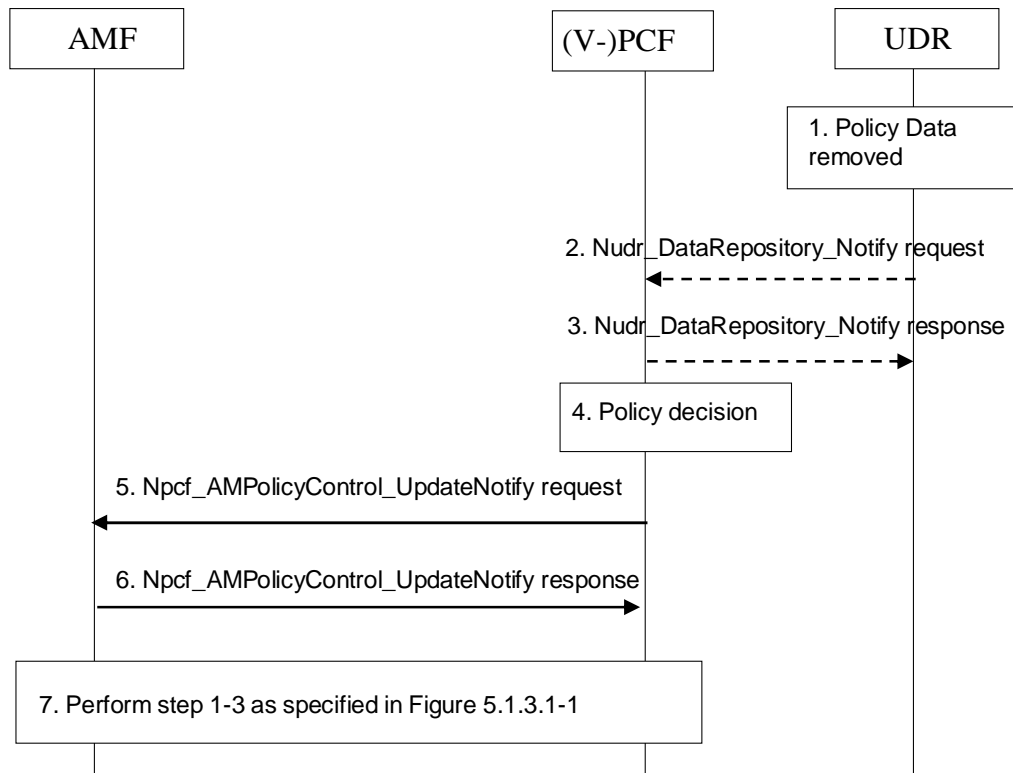 AMF
(V-)PCF
UDR
1. Policy Data
removed
2. Nudr_DataRepository_Notify request
3. Nudr_DataRepository_Notify response
4. Policy decision
5. Npcf_AMPolicyControl_UpdateNotify request
6. Npcf_AMPolicyControl_UpdateNotify response
7. Perform step 1-3 as specified in Figure 5.1.3.1-1